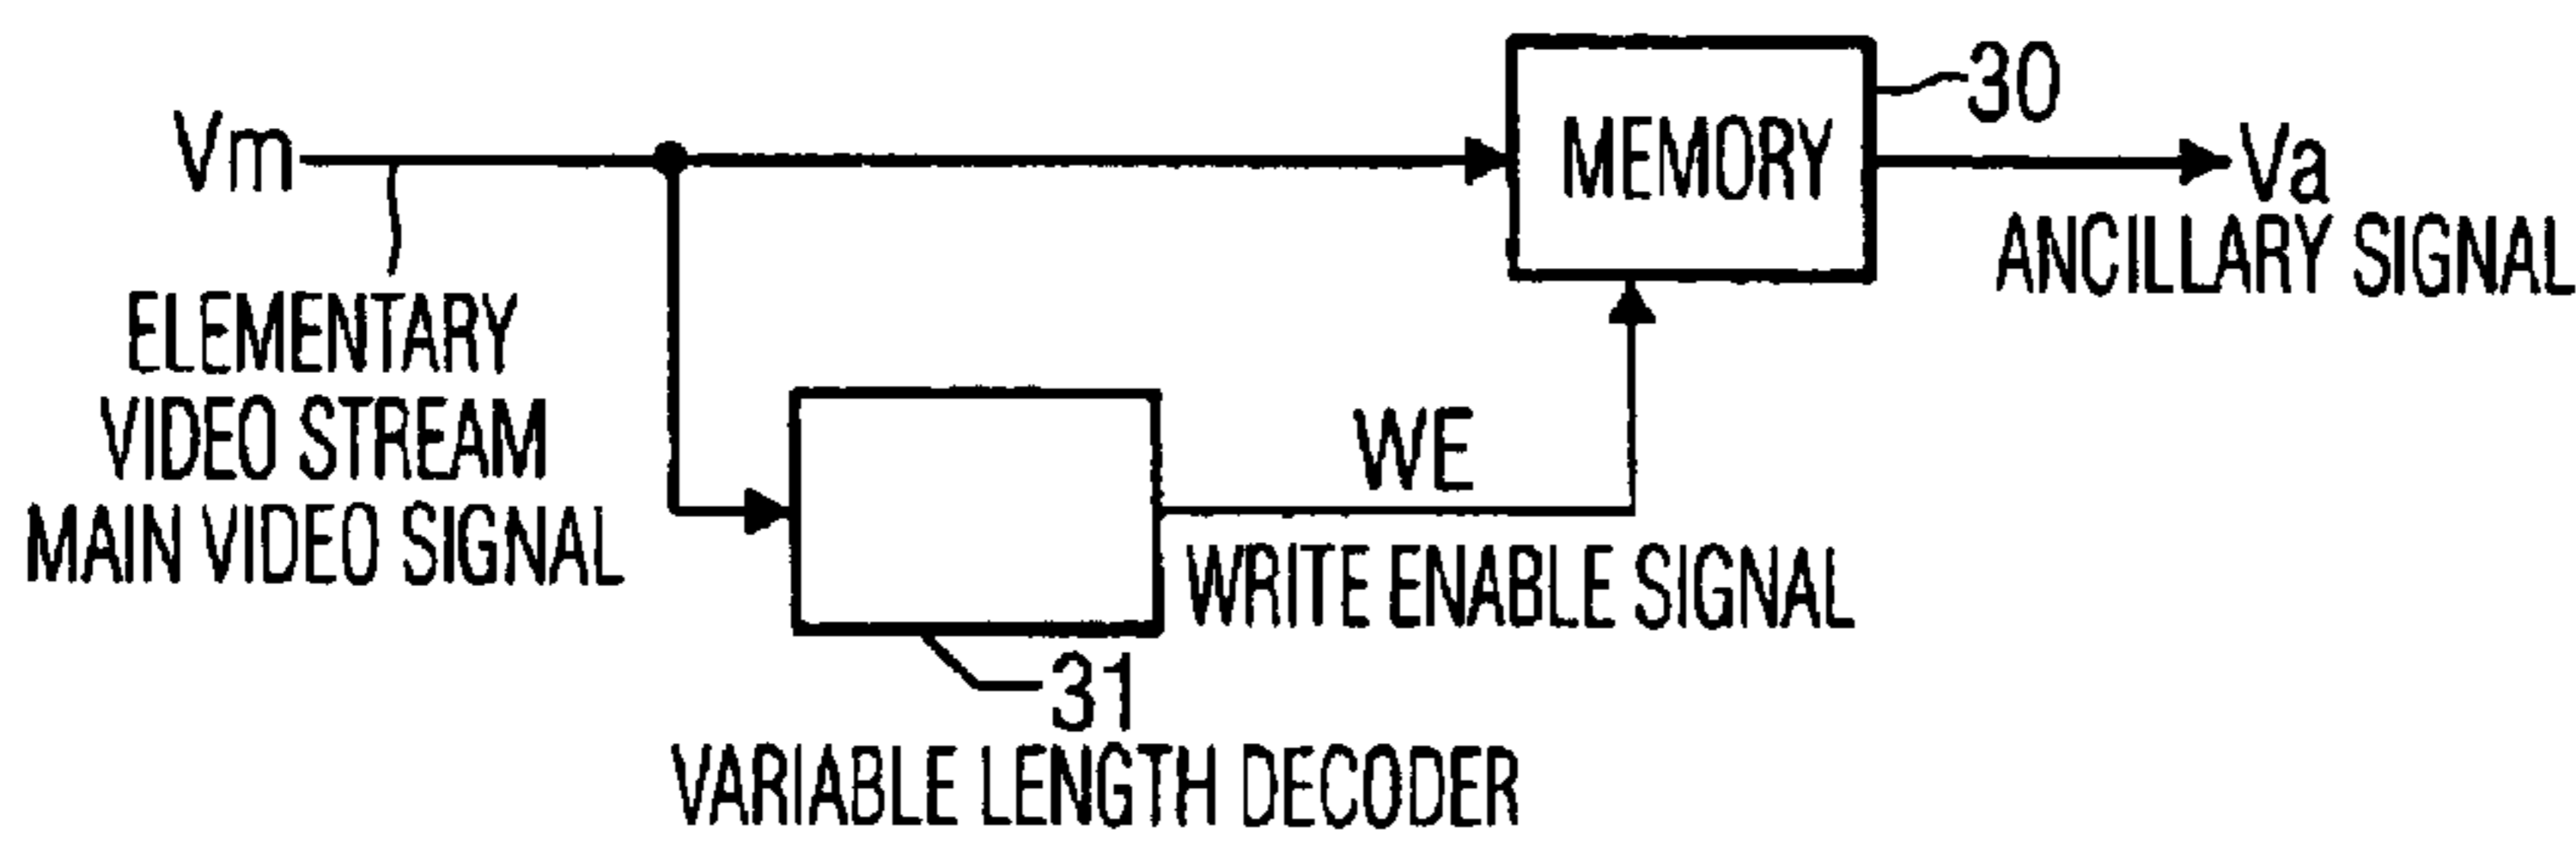 Vm
ELEMENTARY
VIDEO STREAM
MAIN VIDEO SIGNAL
MEMORY
30
Va
ANCILLARY SIGNAL
WE
WRITE ENABLE SIGNAL
31
VARIABLE LENGTH DECODER